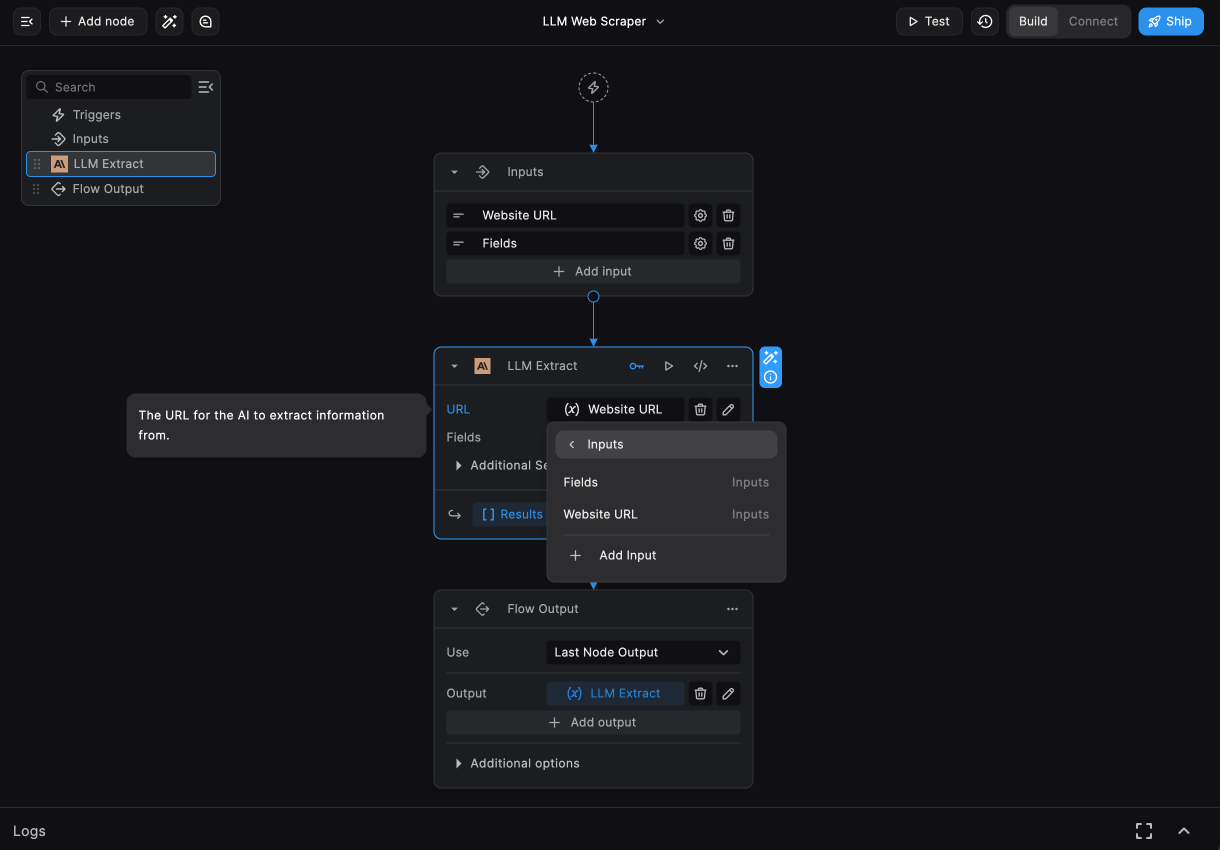 Add node
LLM Web Scraper
Test
Build
Connect
Ship
Search
Triggers
Inputs
LLM Extract
Flow Output
Inputs
Website URL
Fields
Add input
LLM Extract
The URL for the AI to extract information
from.
URL
(x) Website URL
Fields
Additional Se
[] Results
Inputs
Fields Inputs
Website URL Inputs
Add Input
Flow Output
Use
Last Node Output
Output
(x) LLM Extract
Add output
Additional options
Logs